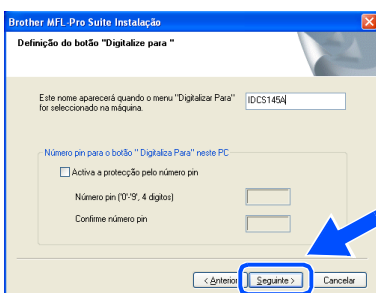 Brother MFL-Pro Suite Instalação
Definição do botão "Digitalize para "
Este nome aparecerá quando o menu "Digitalizar Para" IDCS145A
for seleccionado na máquina.
Número pin para o botão " Digitaliza Para" neste PC
Activa a protecção pelo número pin
Número pin ('0'-'9', 4 digitos)
Confirme número pin
< Anterior Seguinte > Cancelar